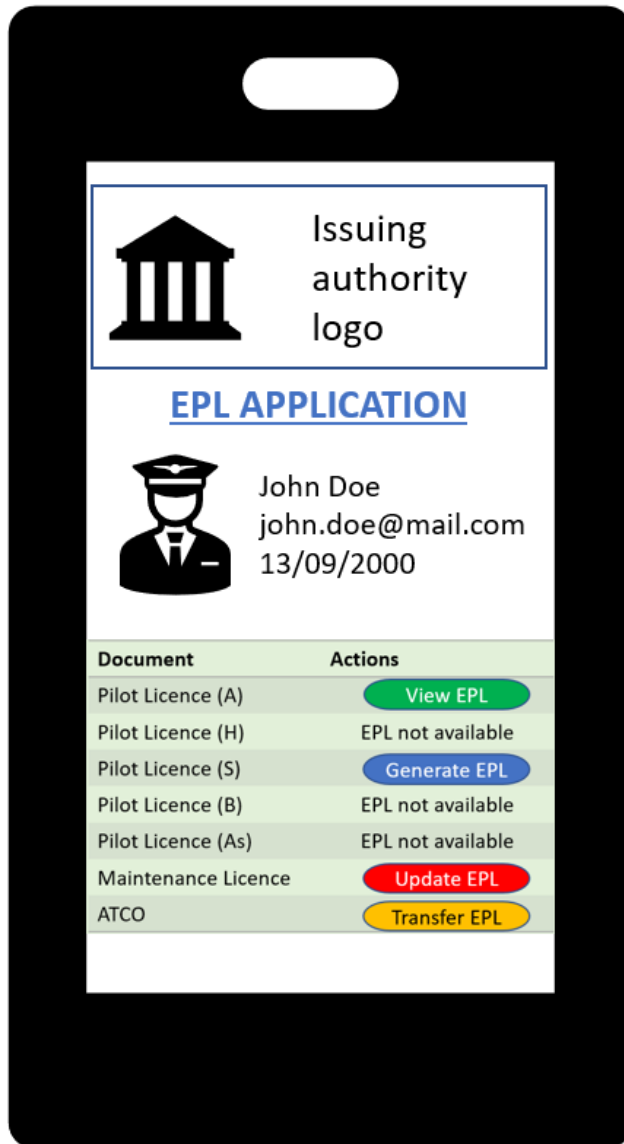 Issuing
authority
logo
EPL APPLICATION
John Doe
john.doe@mail.com
13/09/2000
Document Actions
Pilot Licence (A) View EPL
Pilot Licence (H) EPL not available
Pilot Licence (S) Generate EPL
Pilot Licence (B) EPL not available
Pilot Licence (As) EPL not available
Maintenance Licence Update EPL
ATCO Transfer EPL